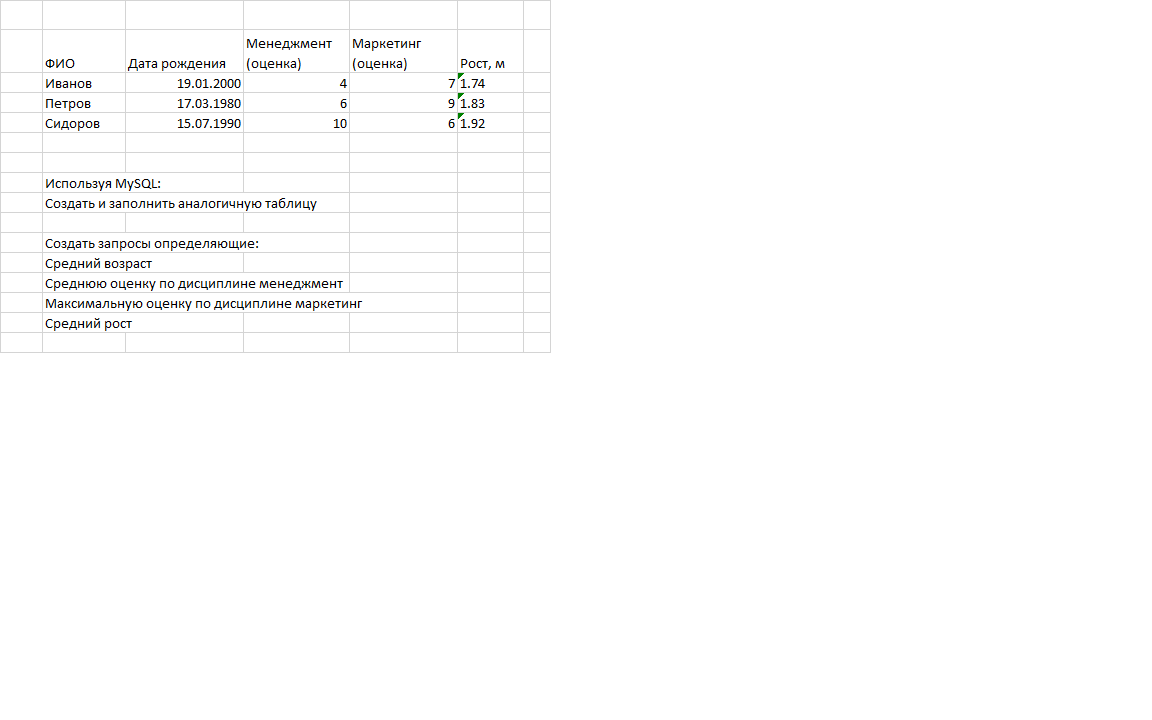 ФИО Дата рождения Менеджмент (оценка) Маркетинг (оценка) Рост, м
Иванов 19.01.2000 4 7 1.74
Петров 17.03.1980 6 9 1.83
Сидоров 15.07.1990 10 6 1.92
Используя MySQL:
Создать и заполнить аналогичную таблицу
Создать запросы определяющие:
Средний возраст
Среднюю оценку по дисциплине менеджмент
Максимальную оценку по дисциплине маркетинг
Средний рост